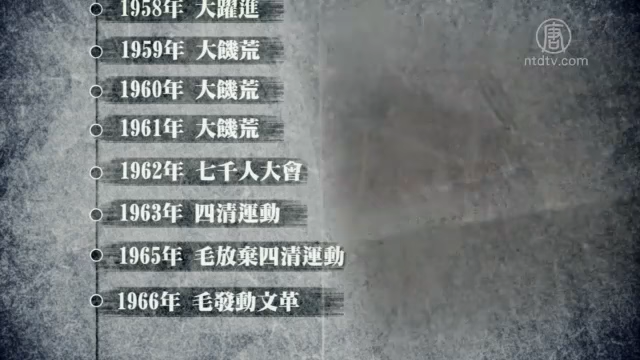 1958年 大躍進
唐
ntdtv.com
1959年 大饑荒
1960年 大饑荒
1961年 大饑荒
1962年 七千人大會
1963年 四清運動
1965年 毛放棄四清運動
1966年 毛發動文革